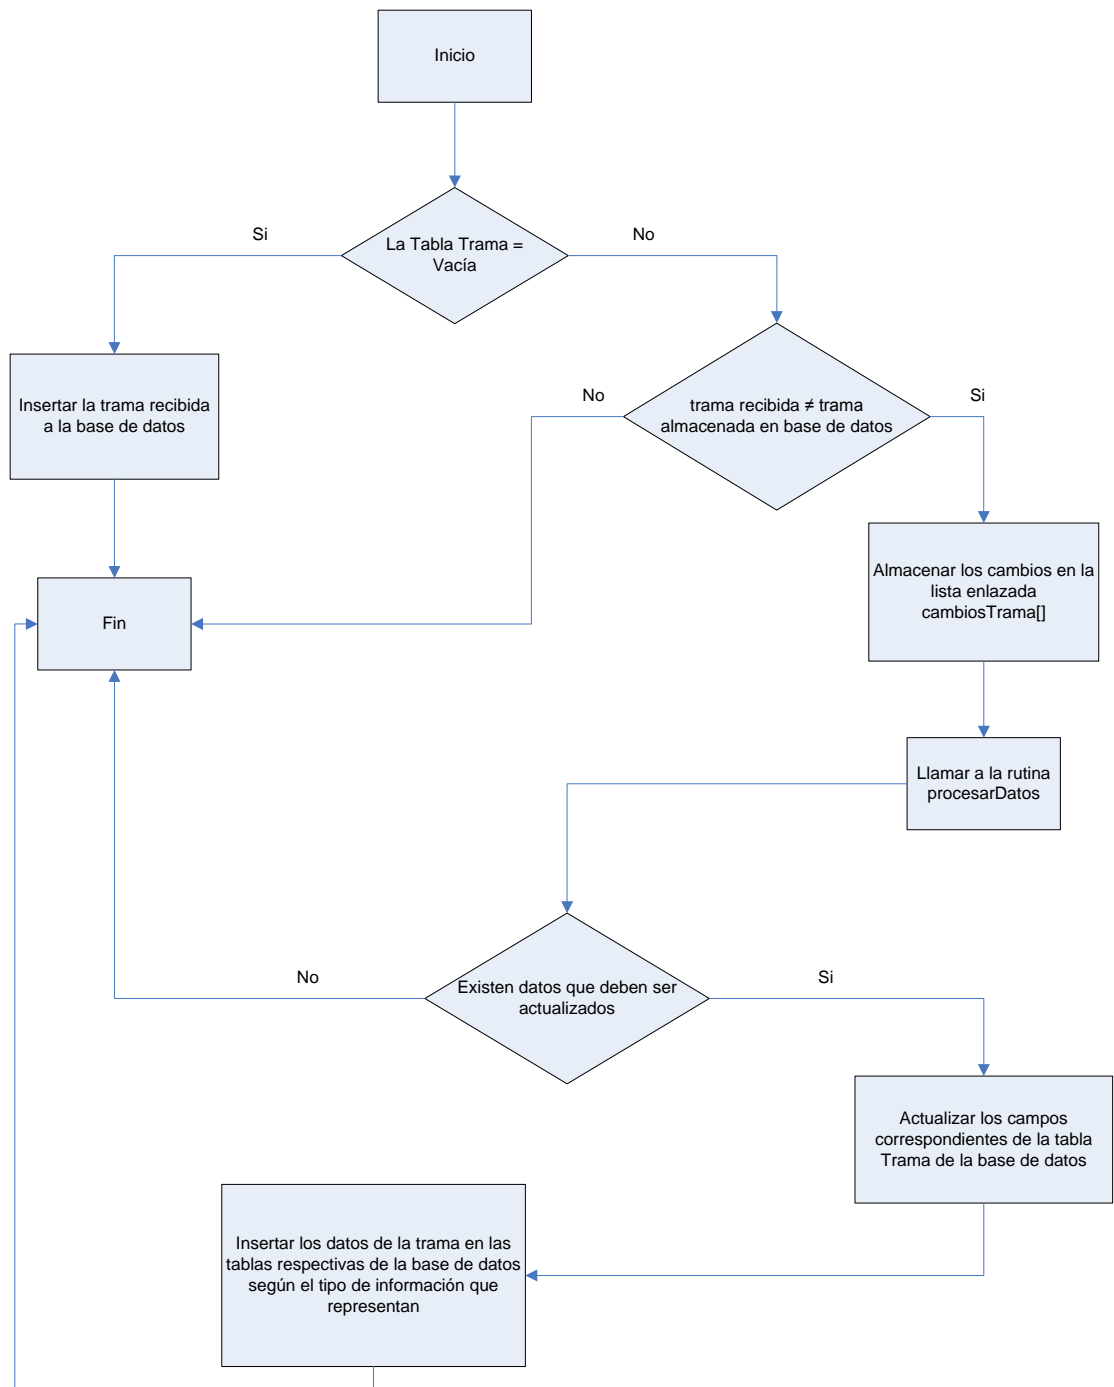 Inicio
Si
La Tabla Trama =
Vacía
No
Insertar la trama recibida
a la base de datos
No
trama recibida ≠ trama
almacenada en base de datos
Si
Almacenar los cambios en la
lista enlazada
cambiosTrama[]
Fin
Llamar a la rutina
procesarDatos
No
Existen datos que deben ser
actualizados
Si
Actualizar los campos
correspondientes de la tabla
Trama de la base de datos
Insertar los datos de la trama en las
tablas respectivas de la base de datos
según el tipo de información que
representan